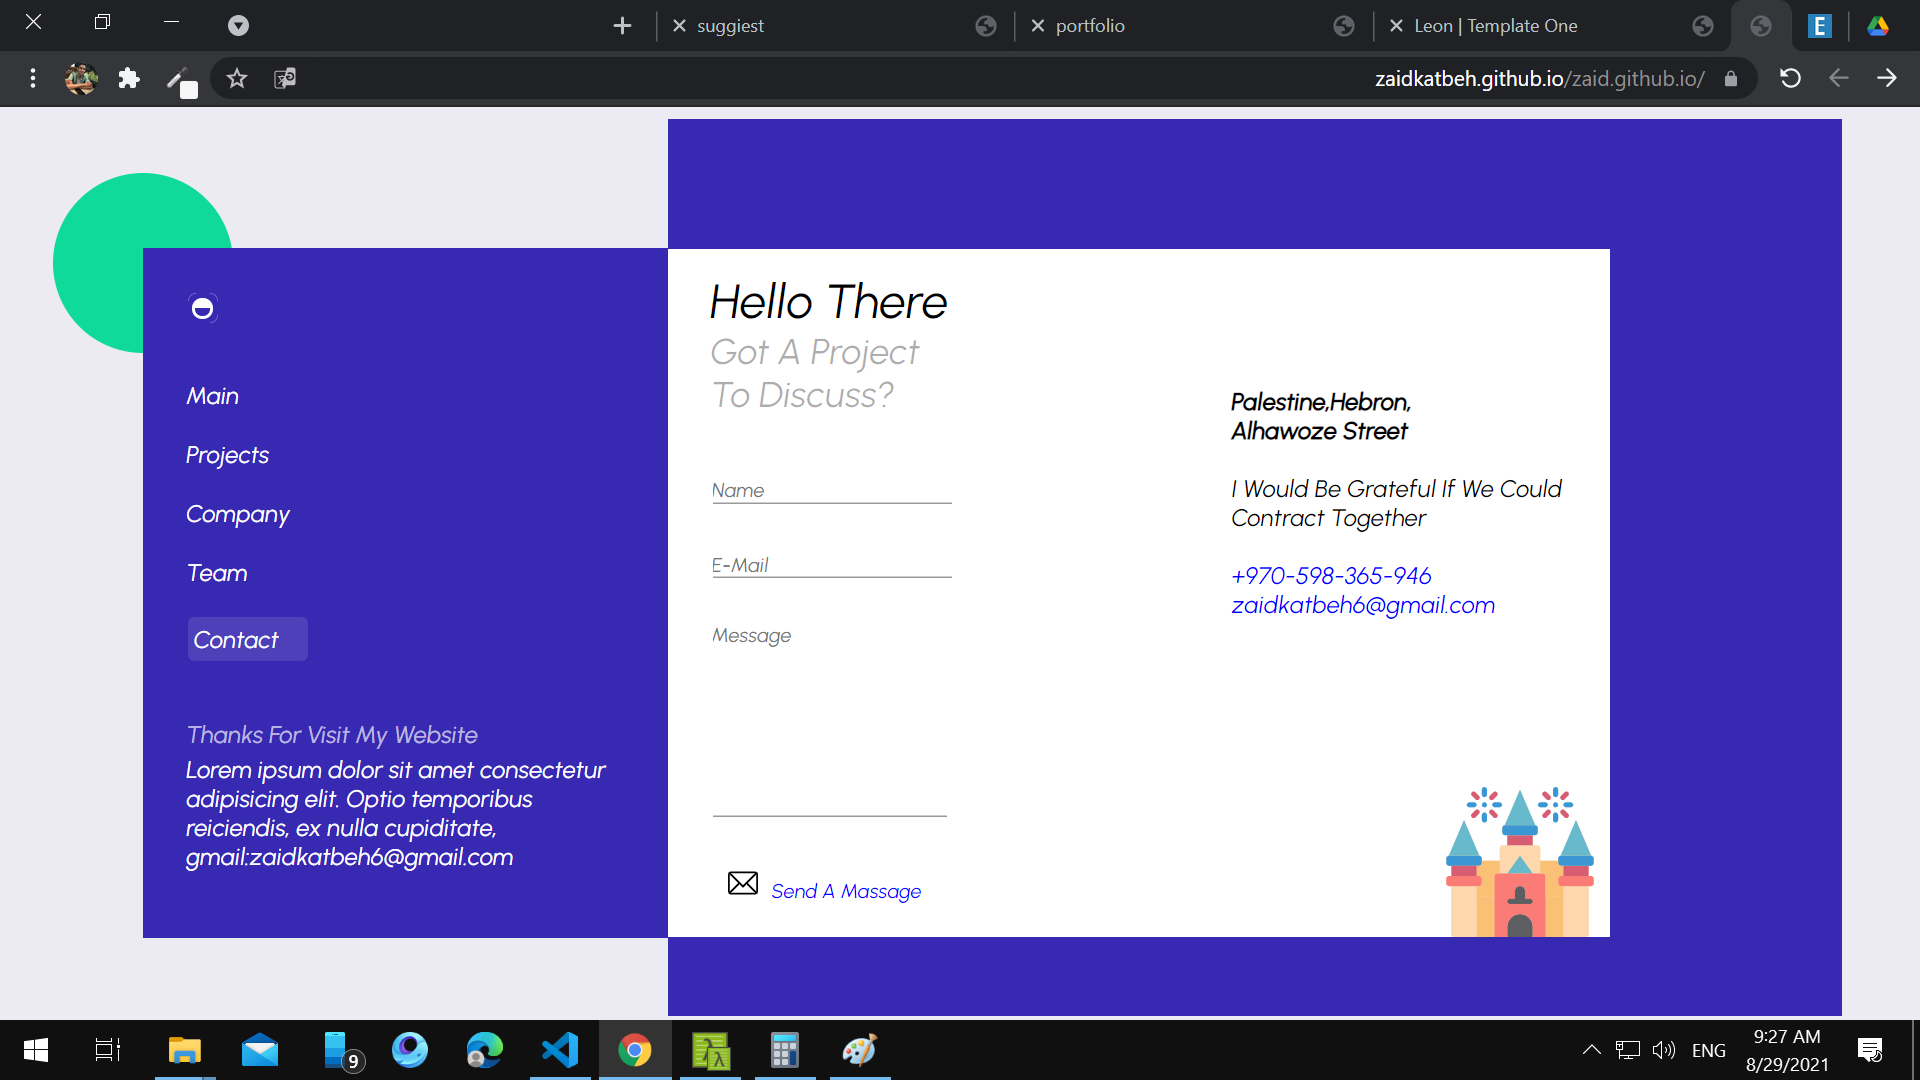 suggiest
portfolio
Leon | Template One
E
zaidkatbeh.github.io/zaid.github.io/
Main
Projects
Company
Team
Contact
Thanks For Visit My Website
Lorem ipsum dolor sit amet consectetur
adipisicing elit. Optio temporibus
reiciendis, ex nulla cupiditate,
gmail:zaidkatbeh6@gmail.com
Hello There
Got A Project
To Discuss?
Name
E-Mail
Message
Send A Massage
Palestine,Hebron,
Alhawoze Street
I Would Be Grateful If We Could
Contract Together
+970-598-365-946
zaidkatbeh6@gmail.com
9
ENG
9:27 AM
8/29/2021